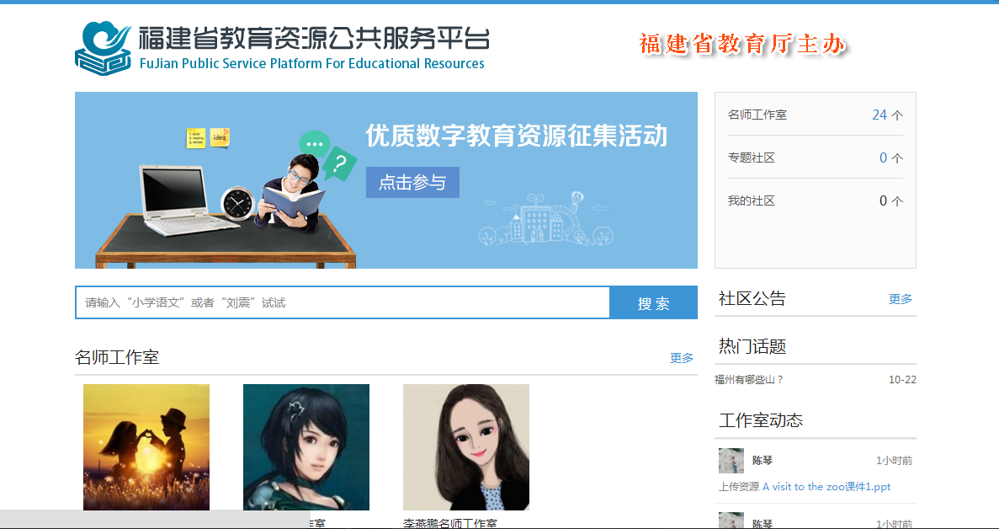 福建省教育资源公共服务平台
FuJian Public Service Platform For Educational Resources
福建省教育厅主办
idea
?
优质数字教育资源征集活动
点击参与
名师工作室 24 个
专题社区 0 个
我的社区 0 个
请输入“小学语文”或者“刘震”试试
搜 索
社区公告 更多
热门话题
福州有哪些山？ 10-22
名师工作室 更多
室
李燕鹏名师工作室
工作室动态
陈琴 1小时前
上传资源 A visit to the zoo课件1.ppt
陈琴 1小时前